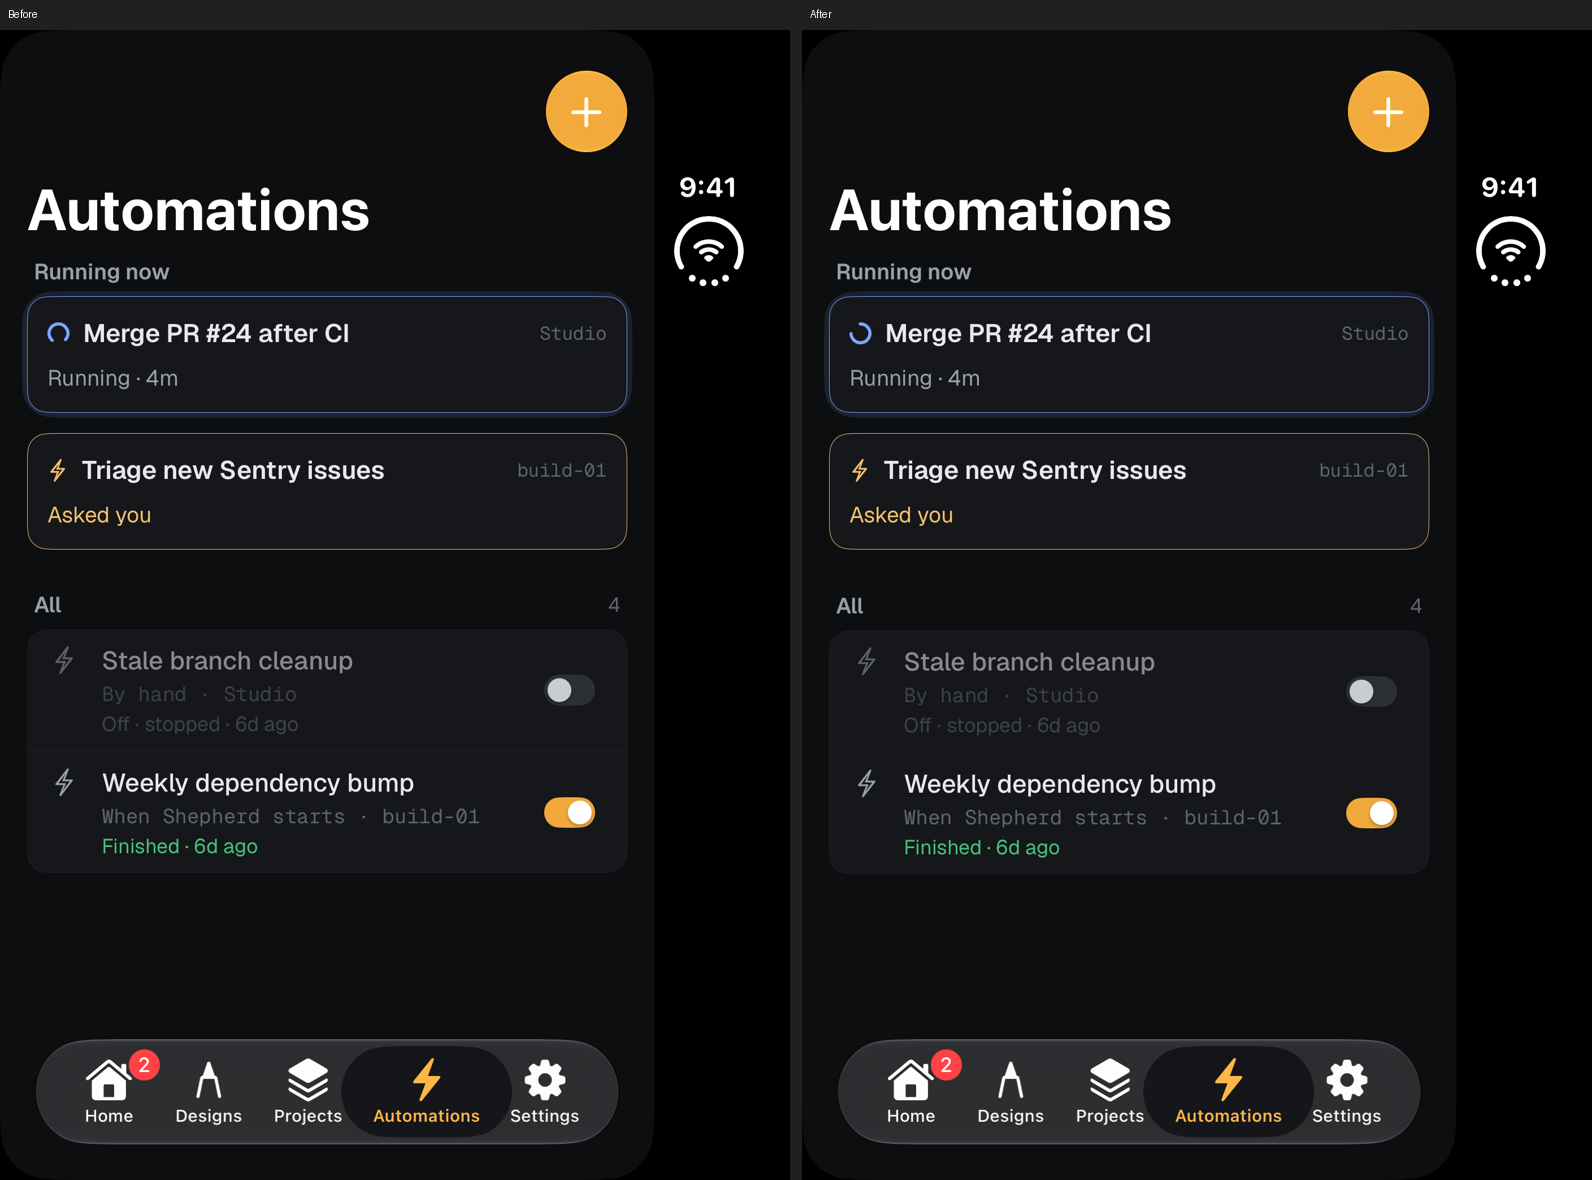 Before
Automations
9:41
Running now
Merge PR #24 after CI
Studio
Running · 4m
Triage new Sentry issues
build-01
Asked you
All
4
Stale branch cleanup
By hand · Studio
Off · stopped · 6d ago
Weekly dependency bump
When Shepherd starts · build-01
Finished · 6d ago
2
Home
Designs
Projects
Automations
Settings
After
Automations
9:41
Running now
Merge PR #24 after CI
Studio
Running · 4m
Triage new Sentry issues
build-01
Asked you
All
4
Stale branch cleanup
By hand · Studio
Off · stopped · 6d ago
Weekly dependency bump
When Shepherd starts · build-01
Finished · 6d ago
2
Home
Designs
Projects
Automations
Settings